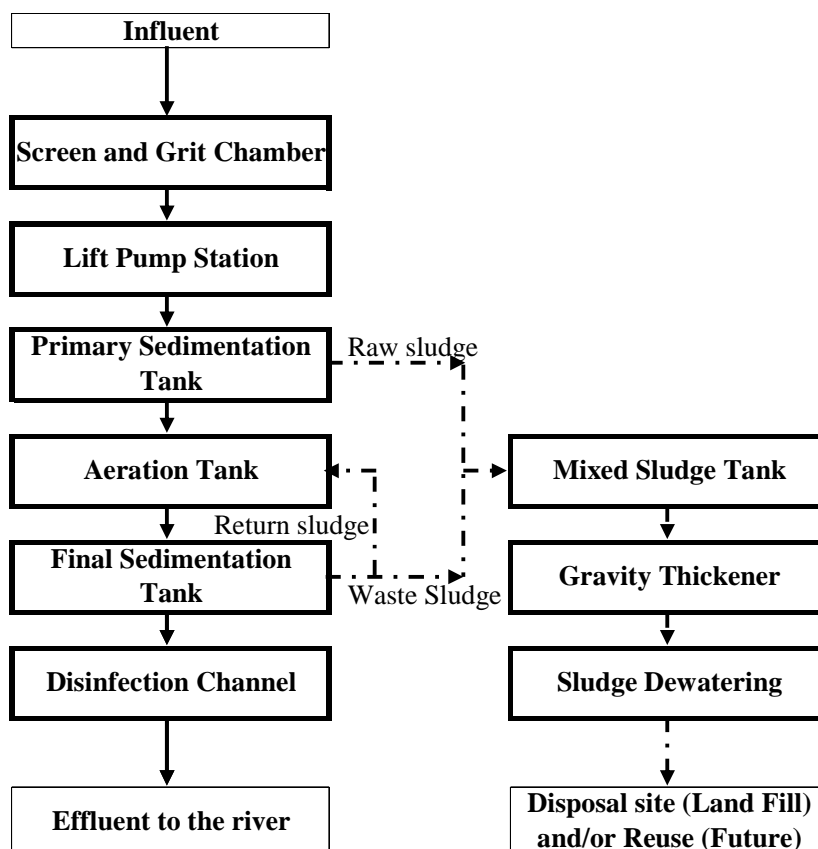 Influent
Screen and Grit Chamber
Lift Pump Station
Primary Sedimentation
Tank
Raw sludge
Aeration Tank
Mixed Sludge Tank
Return sludge
Final Sedimentation
Tank
Waste Sludge
Gravity Thickener
Disinfection Channel
Sludge Dewatering
Effluent to the river
Disposal site (Land Fill)
and/or Reuse (Future)